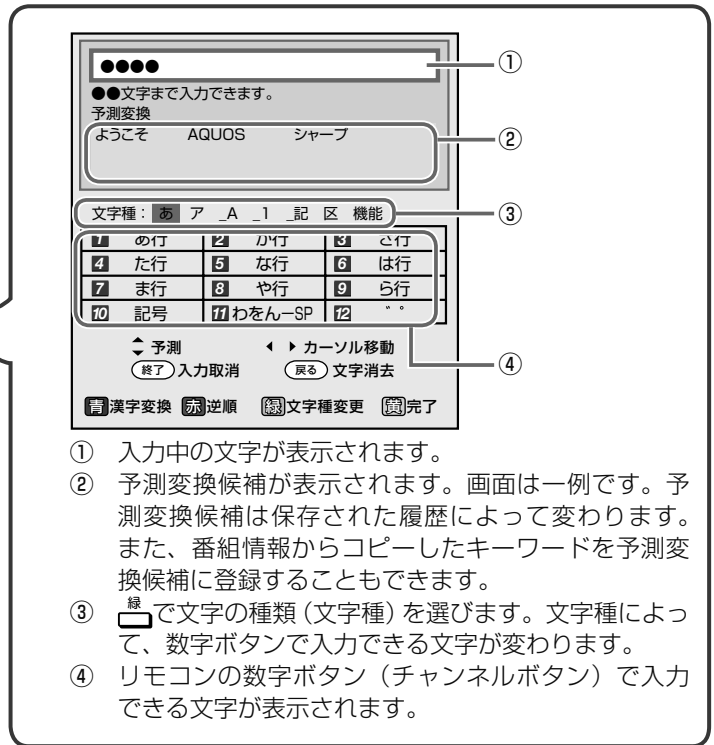 ●●●●
①
●●文字まで入力できます。
予測変換
ようこそ AQUOS シャープ
②
文字種： あ ア _A _1 _記 区 機能
③
1 あ行 2 か行 3 さ行
4 た行 5 な行 6 は行
7 ま行 8 や行 9 ら行
10 記号 11 わをんーSP 12 ゛゜
予測 カーソル移動
終了 入力取消 戻る 文字消去
④
青 漢字変換 赤 逆順 緑 文字種変更 黄 完了
① 入力中の文字が表示されます。
② 予測変換候補が表示されます。画面は一例です。予
測変換候補は保存された履歴によって変わります。
また、番組情報からコピーしたキーワードを予測変
換候補に登録することもできます。
③ 緑 で文字の種類（文字種）を選びます。文字種によっ
て、数字ボタンで入力できる文字が変わります。
④ リモコンの数字ボタン（チャンネルボタン）で入力
できる文字が表示されます。